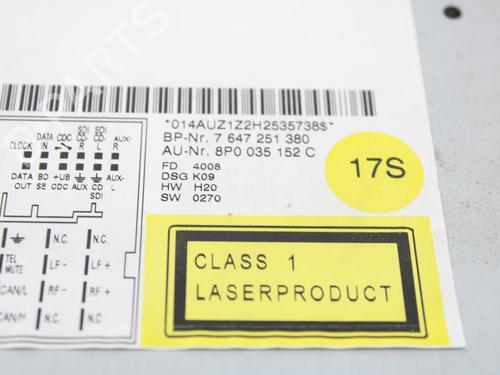 *014AUZ1Z2H2535738$*
BP-Nr. 7 647 251 380
AU-Nr. 8P0 035 152 C
FD 4008
DSG K09
HW H20
SW 0270
17S
CLASS 1
LASERPRODUCT
SDI SDI
DATA CDC CD- CD- AUX-
CLOCK IN R L R
DATA BO +UB CD AUX-
OUT SE CDC AUX CD L
SDI
N.C. N.C.
TEL MUTE LF - LF +
CAN/L RF - RF +
CAN/H N.C. N.C.